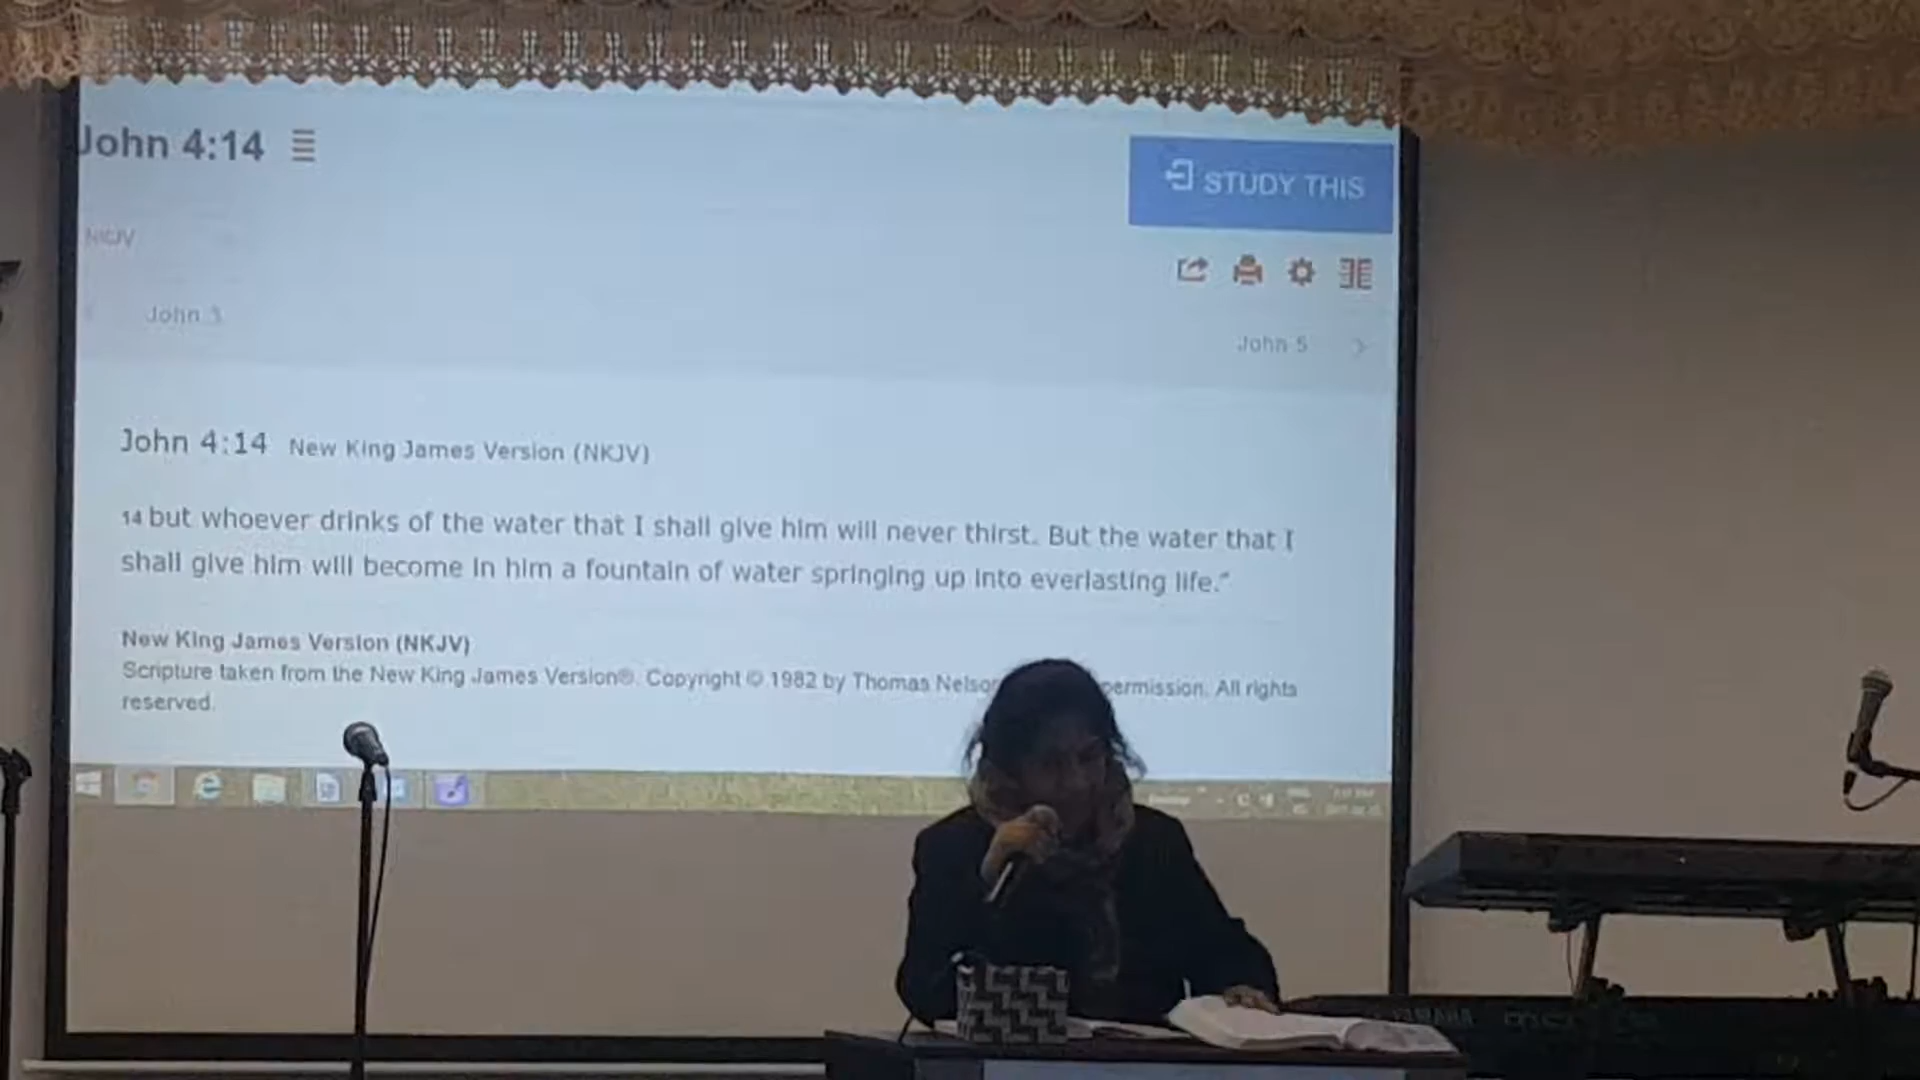 John 4:14
STUDY THIS
NKJV
John 3
John 5
John 4:14 New King James Version (NKJV)
14 but whoever drinks of the water that I shall give him will never thirst. But the water that I
shall give him will become in him a fountain of water springing up into everlasting life."
New King James Version (NKJV)
Scripture taken from the New King James Version®. Copyright © 1982 by Thomas ermission. All rights
reserved.
YAMAHA